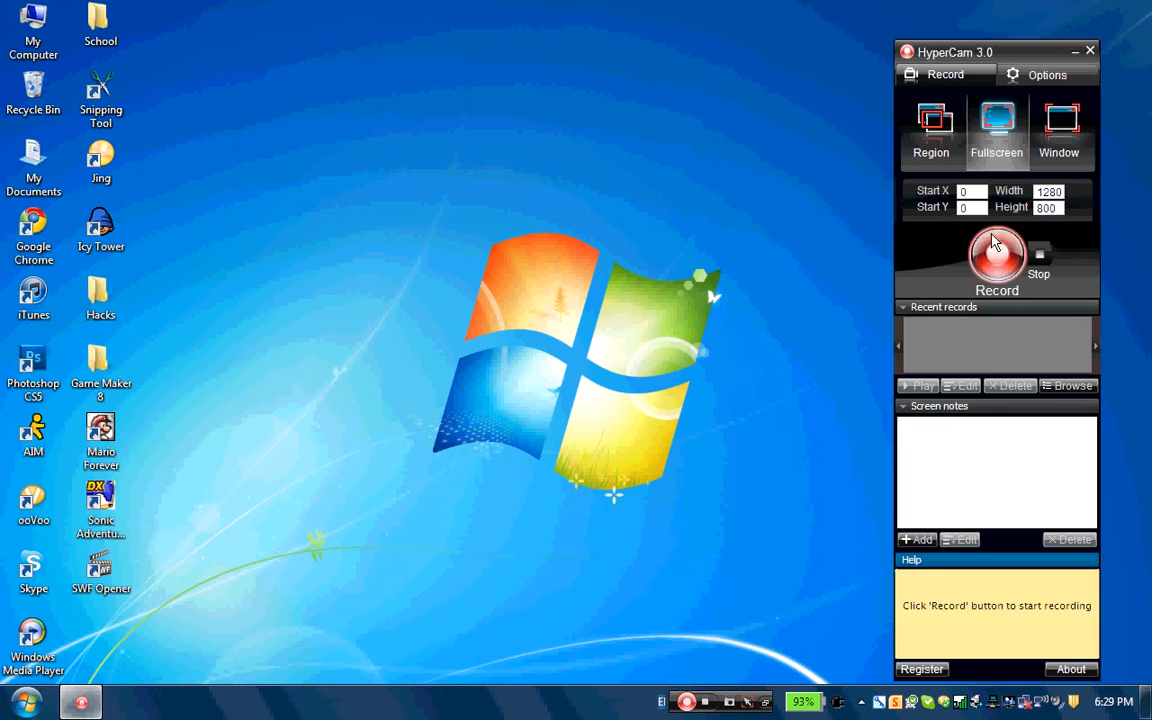 My
Computer
School
Recycle Bin
Snipping
Tool
My
Documents
Jing
Google
Chrome
Icy Tower
iTunes
Hacks
Ps
Photoshop
CS5
Game Maker
8
AIM
Mario
Forever
ooVoo
DX
Sonic
Adventu...
Skype
SWF Opener
Windows
Media Player
HyperCam 3.0
Record
Options
Region
Fullscreen
Window
Start X 0 Width 1280
Start Y 0 Height 800
Stop
Record
Recent records
Play Edit Delete Browse
Screen notes
Add Edit Delete
Help
Click 'Record' button to start recording
Register
About
93%
6:29 PM